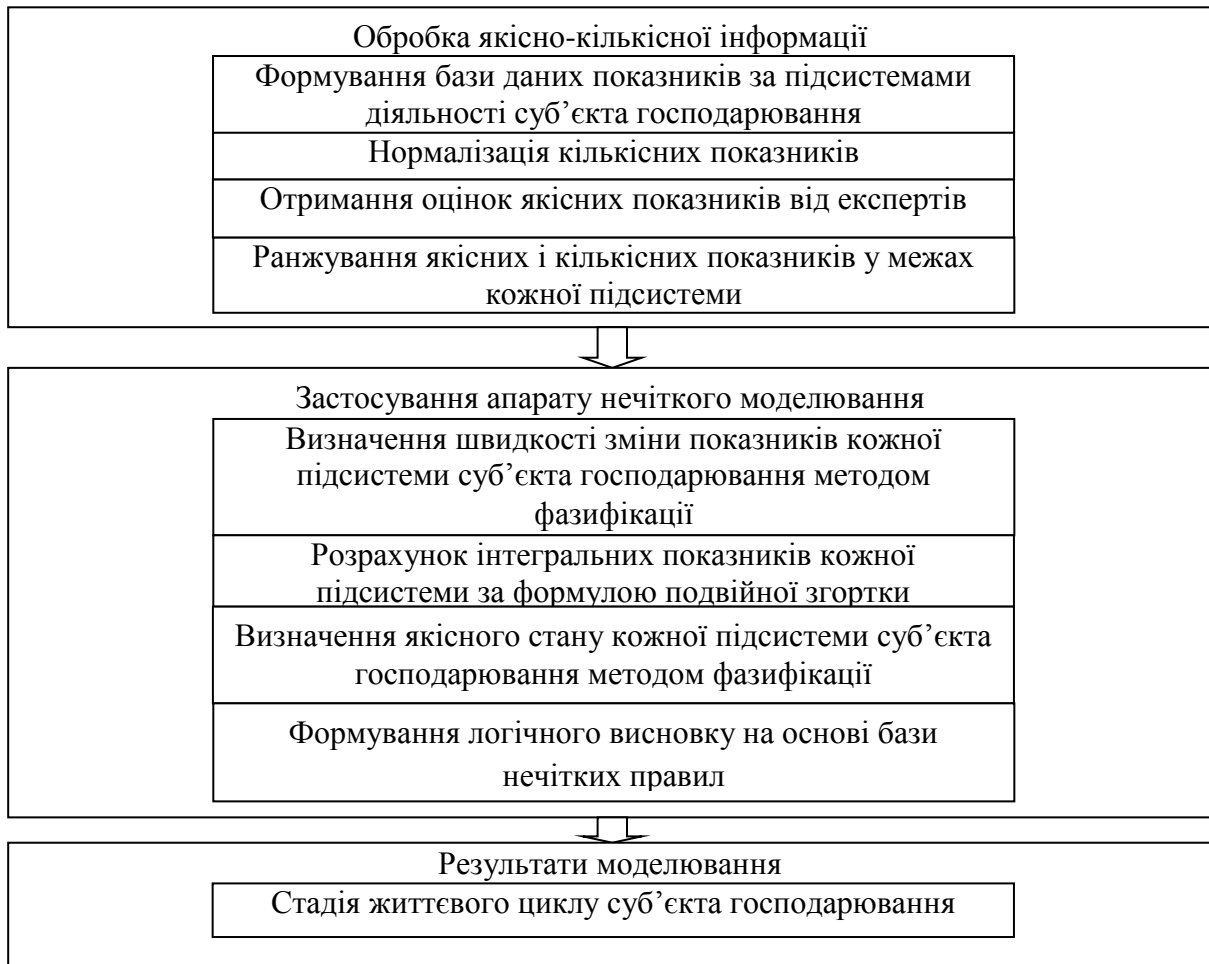 Обробка якісно-кількісної інформації
Формування бази даних показників за підсистемами
діяльності суб’єкта господарювання
Нормалізація кількісних показників
Отримання оцінок якісних показників від експертів
Ранжування якісних і кількісних показників у межах
кожної підсистеми
Застосування апарату нечіткого моделювання
Визначення швидкості зміни показників кожної
підсистеми суб’єкта господарювання методом
фазифікації
Розрахунок інтегральних показників кожної
підсистеми за формулою подвійної згортки
Визначення якісного стану кожної підсистеми суб’єкта
господарювання методом фазифікації
Формування логічного висновку на основі бази
нечітких правил
Результати моделювання
Стадія життєвого циклу суб’єкта господарювання